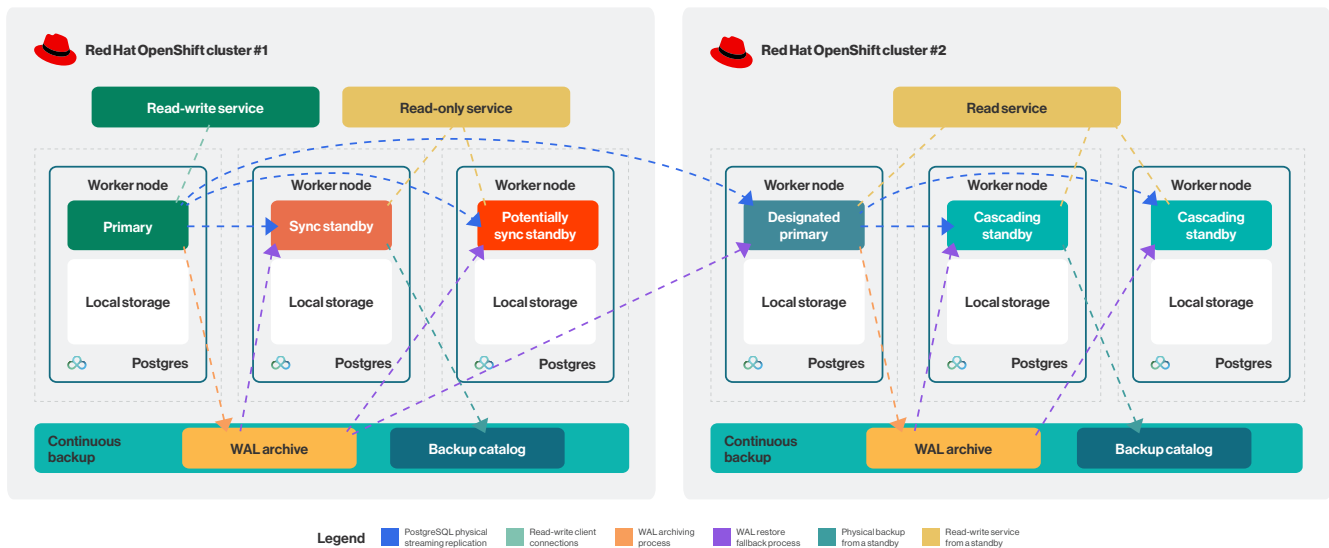 Red Hat OpenShift cluster #1
Read-write service
Read-only service
Worker node
Primary
Local storage
Postgres
Worker node
Sync standby
Local storage
Postgres
Worker node
Potentially
sync standby
Local storage
Postgres
Continuous
backup
WAL archive
Backup catalog
Red Hat OpenShift cluster #2
Read service
Worker node
Designated
primary
Local storage
Postgres
Worker node
Cascading
standby
Local storage
Postgres
Worker node
Cascading
standby
Local storage
Postgres
Continuous
backup
WAL archive
Backup catalog
Legend
PostgreSQL physical
streaming replication
Read-write client
connections
WAL archiving
process
WAL restore
fallback process
Physical backup
from a standby
Read-write service
from a standby